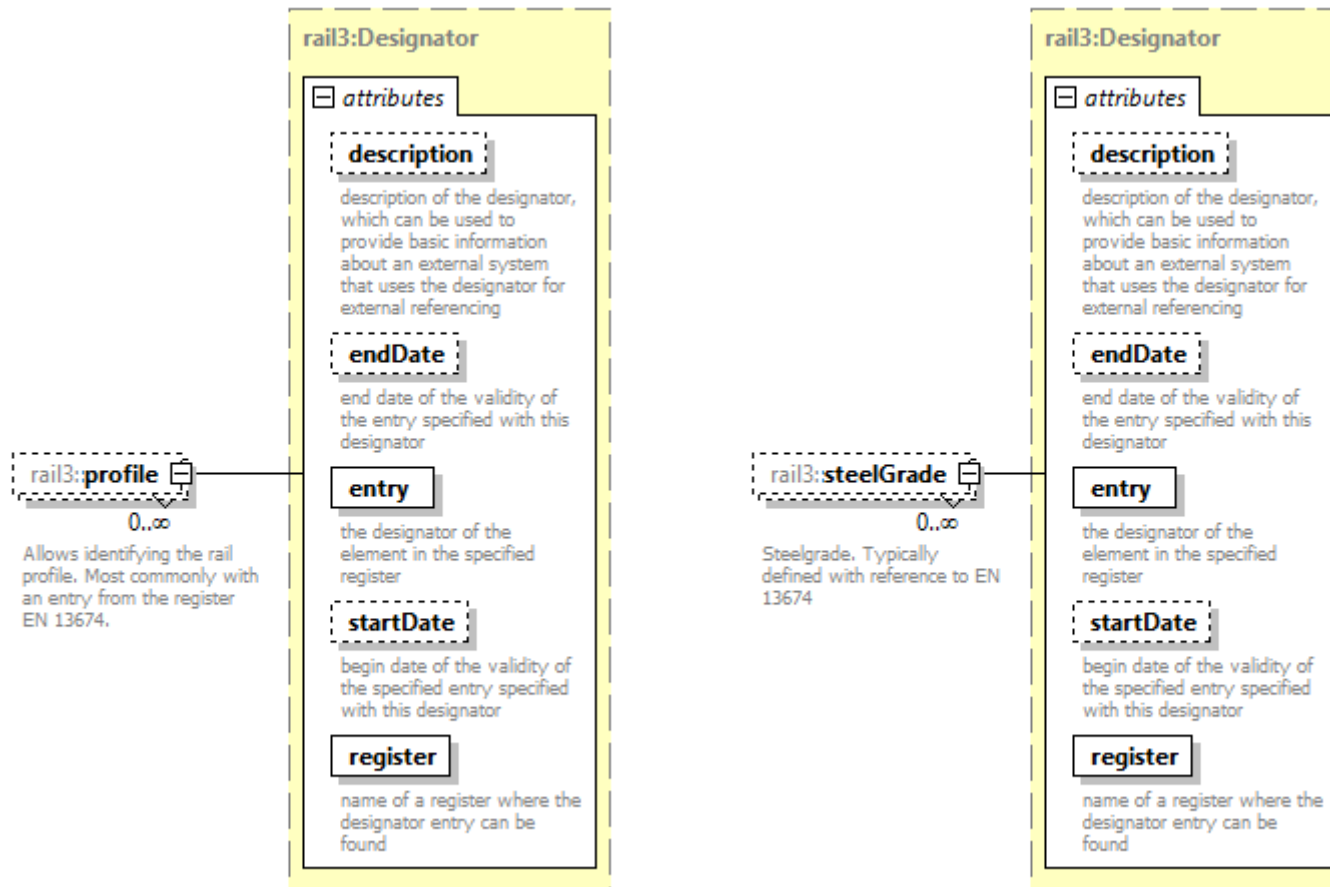 rail3:Designator
attributes
description
description of the designator,
which can be used to
provide basic information
about an external system
that uses the designator for
external referencing
endDate
end date of the validity of
the entry specified with this
designator
rail3:profile
0..∞
Allows identifying the rail
profile. Most commonly with
an entry from the register
EN 13674.
entry
the designator of the
element in the specified
register
startDate
begin date of the validity of
the specified entry specified
with this designator
register
name of a register where the
designator entry can be
found
rail3:Designator
attributes
description
description of the designator,
which can be used to
provide basic information
about an external system
that uses the designator for
external referencing
endDate
end date of the validity of
the entry specified with this
designator
rail3:steelGrade
0..∞
Steelgrade. Typically
defined with reference to EN
13674
entry
the designator of the
element in the specified
register
startDate
begin date of the validity of
the specified entry specified
with this designator
register
name of a register where the
designator entry can be
found